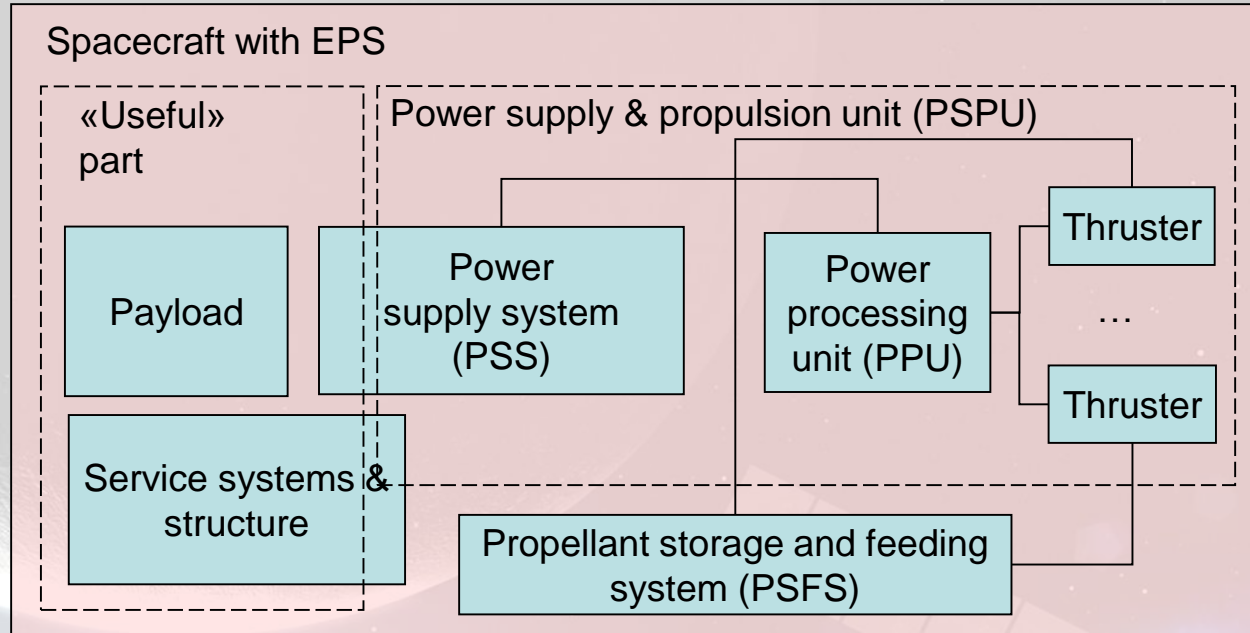 Spacecraft with EPS
«Useful»
part
Power supply & propulsion unit (PSPU)
Payload
Power
supply system
(PSS)
Power
processing
unit (PPU)
Thruster
…
Thruster
Service systems &
structure
Propellant storage and feeding
system (PSFS)